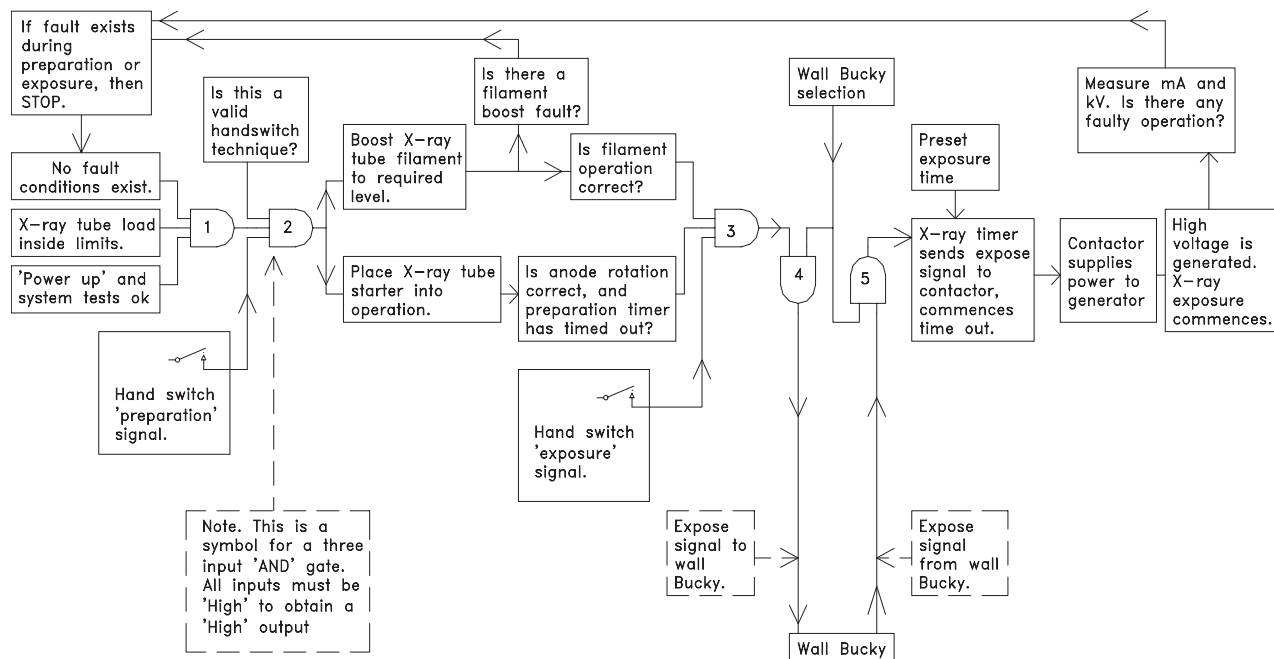 If fault exists
during
preparation or
exposure, then
STOP.
Is this a
valid
handswitch
technique?
Is there a
filament
boost fault?
Wall Bucky
selection
Measure mA and
kV. Is there any
faulty operation?
No fault
conditions exist.
X-ray tube load
inside limits.
'Power up' and
system tests ok
1
2
Boost X-ray
tube filament
to required
level.
Is filament
operation
correct?
Place X-ray tube
starter into
operation.
Is anode rotation
correct, and
preparation timer
has timed out?
3
4
5
Preset
exposure
time
X-ray timer
sends expose
signal to
contactor,
commences
time out.
Contactor
supplies
power to
generator
High
voltage is
generated.
X-ray
exposure
commences.
Hand switch
'preparation'
signal.
Hand switch
'exposure'
signal.
Note. This is a
symbol for a three
input 'AND' gate.
All inputs must be
'High' to obtain a
'High' output
Expose
signal to
wall
Bucky.
Expose
signal
from wall
Bucky.
Wall Bucky